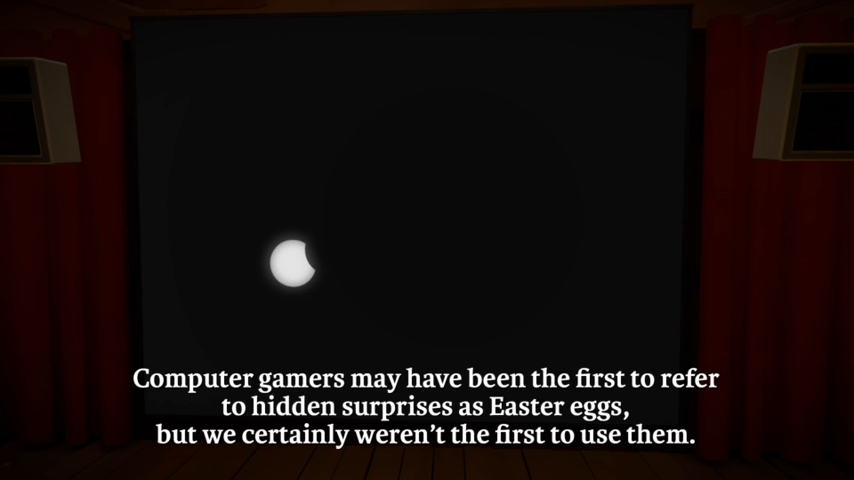 Computer gamers may have been the first to refer
to hidden surprises as Easter eggs,
but we certainly weren’t the first to use them.